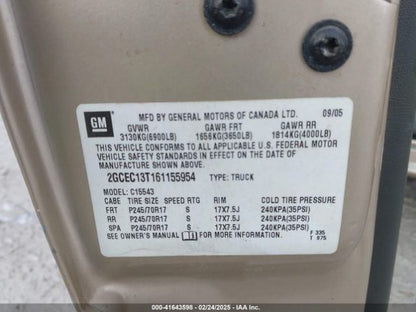 GM
MFD BY GENERAL MOTORS OF CANADA LTD. 09/05
GVWR GAWR FRT GAWR RR
3130KG(6900LB) 1656KG(3650LB) 1814KG(4000LB)
THIS VEHICLE CONFORMS TO ALL APPLICABLE U.S. FEDERAL MOTOR
VEHICLE SAFETY STANDARDS IN EFFECT ON THE DATE OF
MANUFACTURE SHOWN ABOVE.
2GCEC13T161155954 TYPE: TRUCK
MODEL: C15543
CABE TIRE SIZE SPEED RTG RIM COLD TIRE PRESSURE
FRT P245/70R17 S 17X7.5J 240KPA(35PSI)
RR P245/70R17 S 17X7.5J 240KPA(35PSI)
SPA P245/70R17 S 17X7.5J 240KPA(35PSI)
SEE OWNER'S MANUAL FOR MORE INFORMATION. F 335
T 975
000-41643598 - 02/24/2025 - IAAI